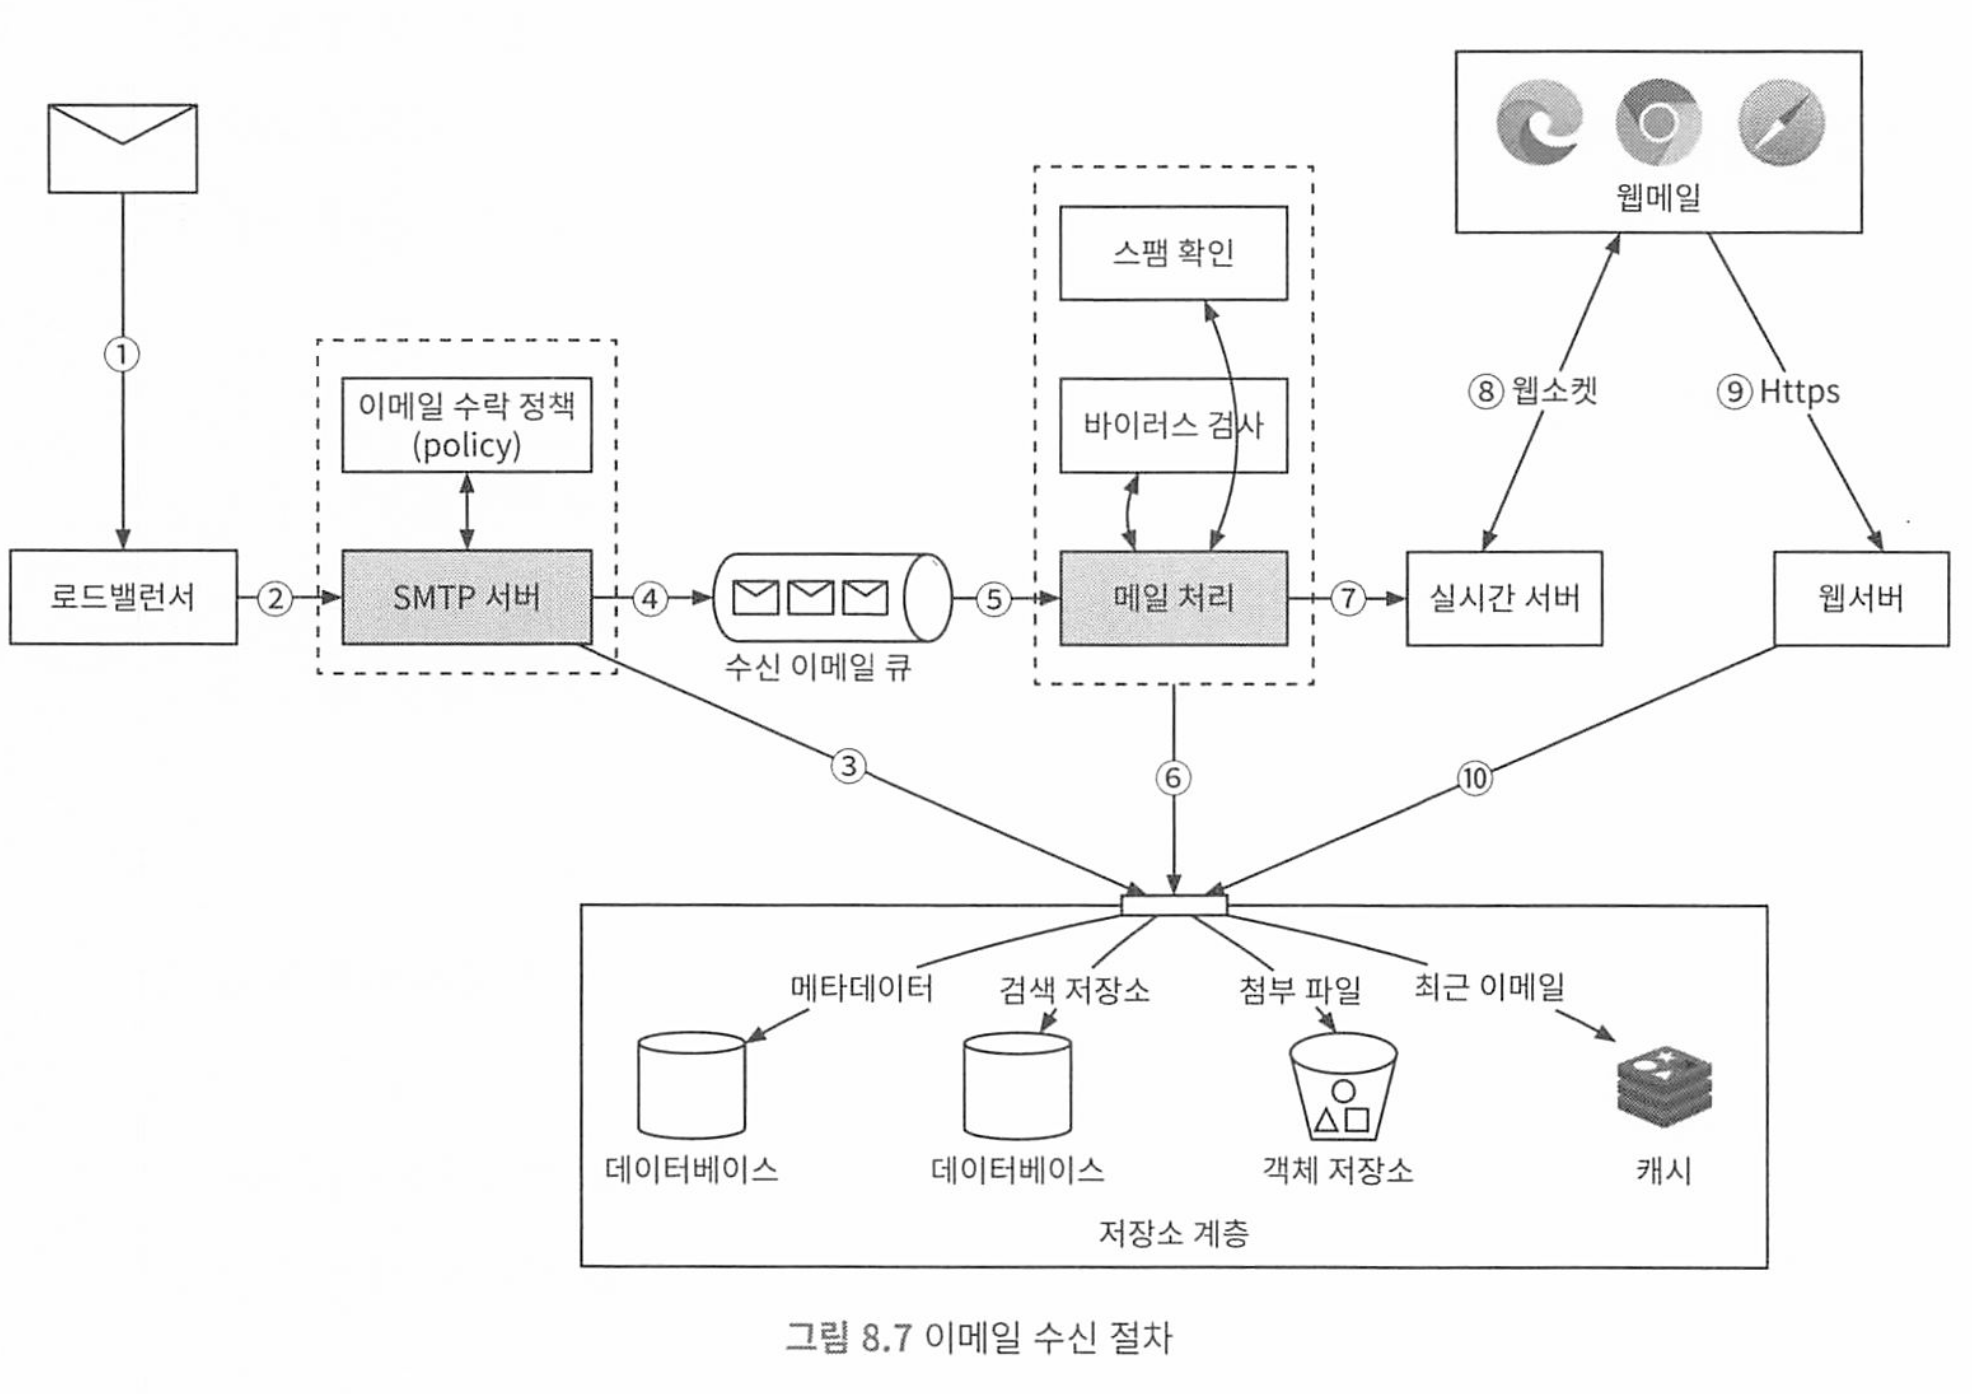 웹메일
스팸 확인
①
이메일 수락 정책
(policy)
바이러스 검사
⑧ 웹소켓
⑨ Https
로드밸런서
②
SMTP 서버
④
수신 이메일 큐
⑤
메일 처리
⑦
실시간 서버
웹서버
③
⑥
⑩
메타데이터
검색 저장소
첨부 파일
최근 이메일
데이터베이스
데이터베이스
객체 저장소
캐시
저장소 계층
그림 8.7 이메일 수신 절차